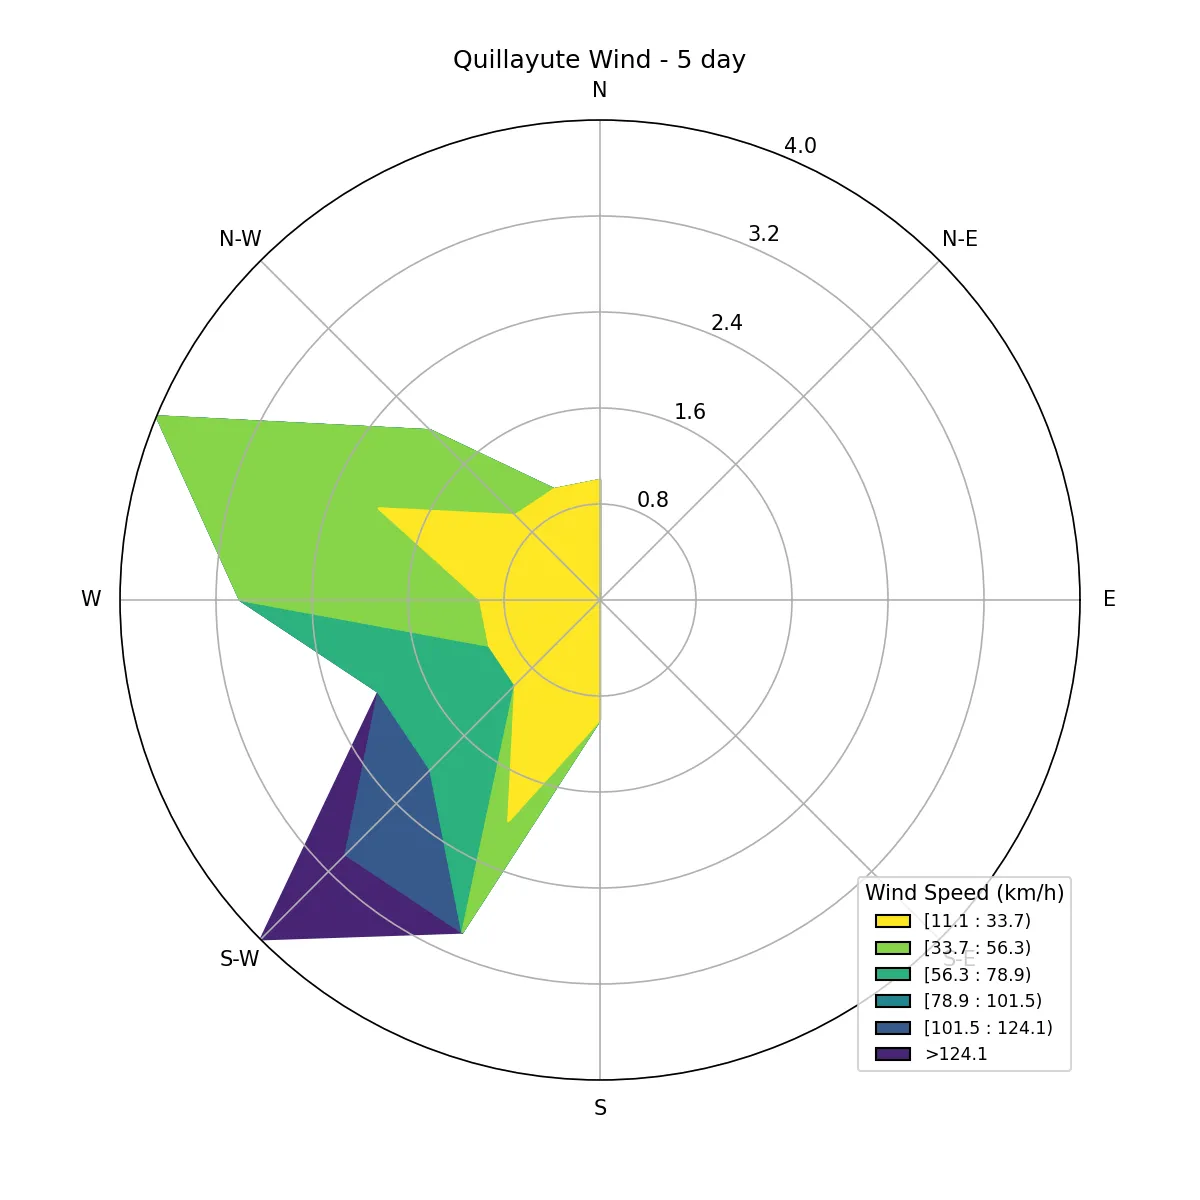 Quillayute Wind - 5 day
N
4.0
N-W
N-E
3.2
2.4
1.6
0.8
W
E
S-W
S-E
S
Wind Speed (km/h)
[11.1 : 33.7)
[33.7 : 56.3)
[56.3 : 78.9)
[78.9 : 101.5)
[101.5 : 124.1)
>124.1